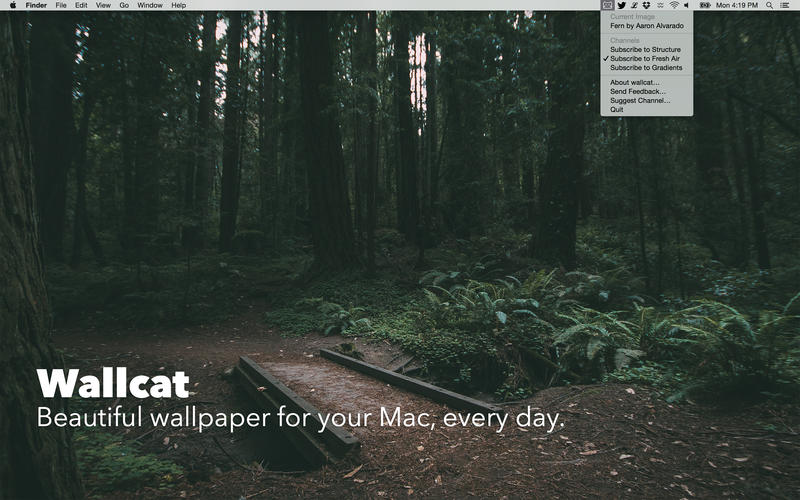 Finder File Edit View Go Window Help
Mon 4:19 PM
Current Image
Fern by Aaron Alvarado
Channels
Subscribe to Structure
Subscribe to Fresh Air
Subscribe to Gradients
About wallcat...
Send Feedback...
Suggest Channel...
Quit
Wallcat
Beautiful wallpaper for your Mac, every day.